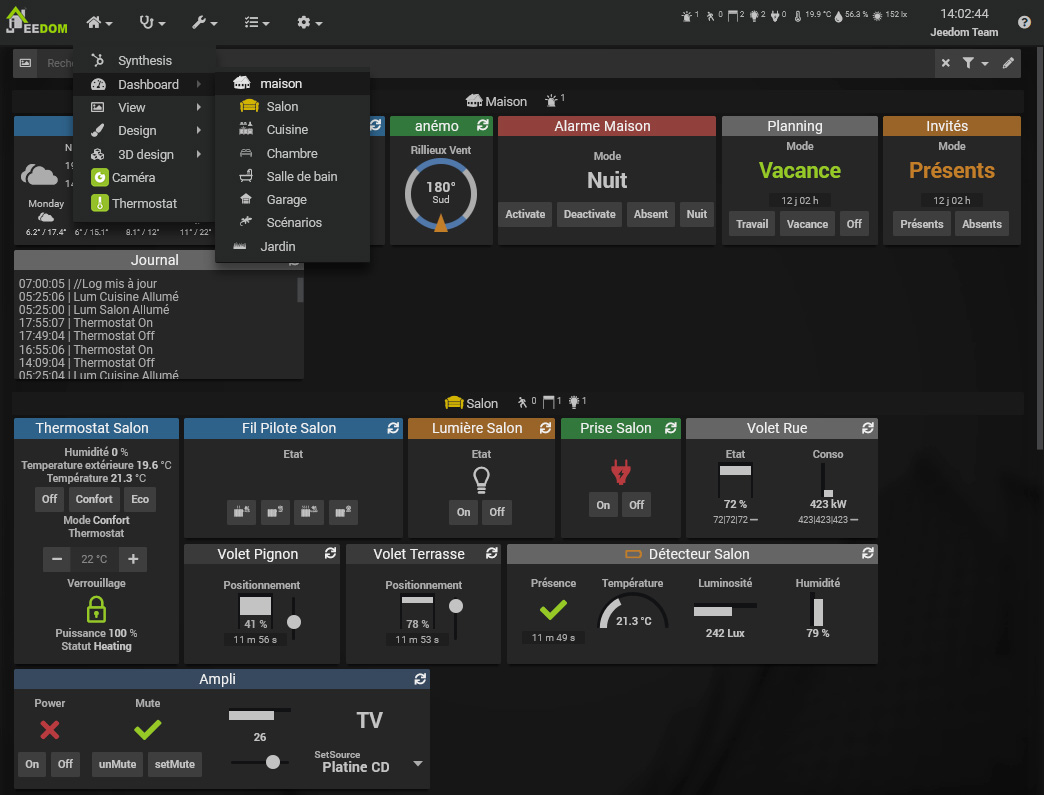 JEEDOM
1 0 2 2 0 19.9 °C 56.3 % 152 lx
14:02:44
Jeedom Team
Synthesis
Dashboard
View
Design
3D design
Caméra
Thermostat
maison
Salon
Cuisine
Chambre
Salle de bain
Garage
Scénarios
Jardin
Rech
Maison 1
N
19
14
Monday
6.2° / 17.4° 6° / 15.1° 8.1° / 12° 11° / 22°
anémo
Rillieux Vent
180°
Sud
Alarme Maison
Mode
Nuit
Activate Deactivate Absent Nuit
Planning
Mode
Vacance
12 j 02 h
Travail Vacance Off
Invités
Mode
Présents
12 j 02 h
Présents Absents
Journal
07:00:05 | //Log mis à jour
05:25:06 | Lum Cuisine Allumé
05:25:00 | Lum Salon Allumé
17:55:07 | Thermostat On
17:49:04 | Thermostat Off
16:55:06 | Thermostat On
14:09:04 | Thermostat Off
05:25:04 | Lum Cuisine Allumé
Salon 0 1 1
Thermostat Salon
Humidité 0 %
Temperature extérieure 19.6 °C
Température 21.3 °C
Off Confort Eco
Mode Confort
Thermostat
22 °C
Verrouillage
Puissance 100 %
Statut Heating
Fil Pilote Salon
Etat
Lumière Salon
Etat
On Off
Prise Salon
On Off
Volet Rue
Etat Conso
72 % 423 kW
72|72|72 423|423|423
Volet Pignon
Positionnement
41 %
11 m 56 s
Volet Terrasse
Positionnement
78 %
11 m 53 s
Détecteur Salon
Présence Température Luminosité Humidité
21.3 °C
11 m 49 s 242 Lux 79 %
Ampli
Power Mute
26
TV
On Off unMute setMute
SetSource
Platine CD